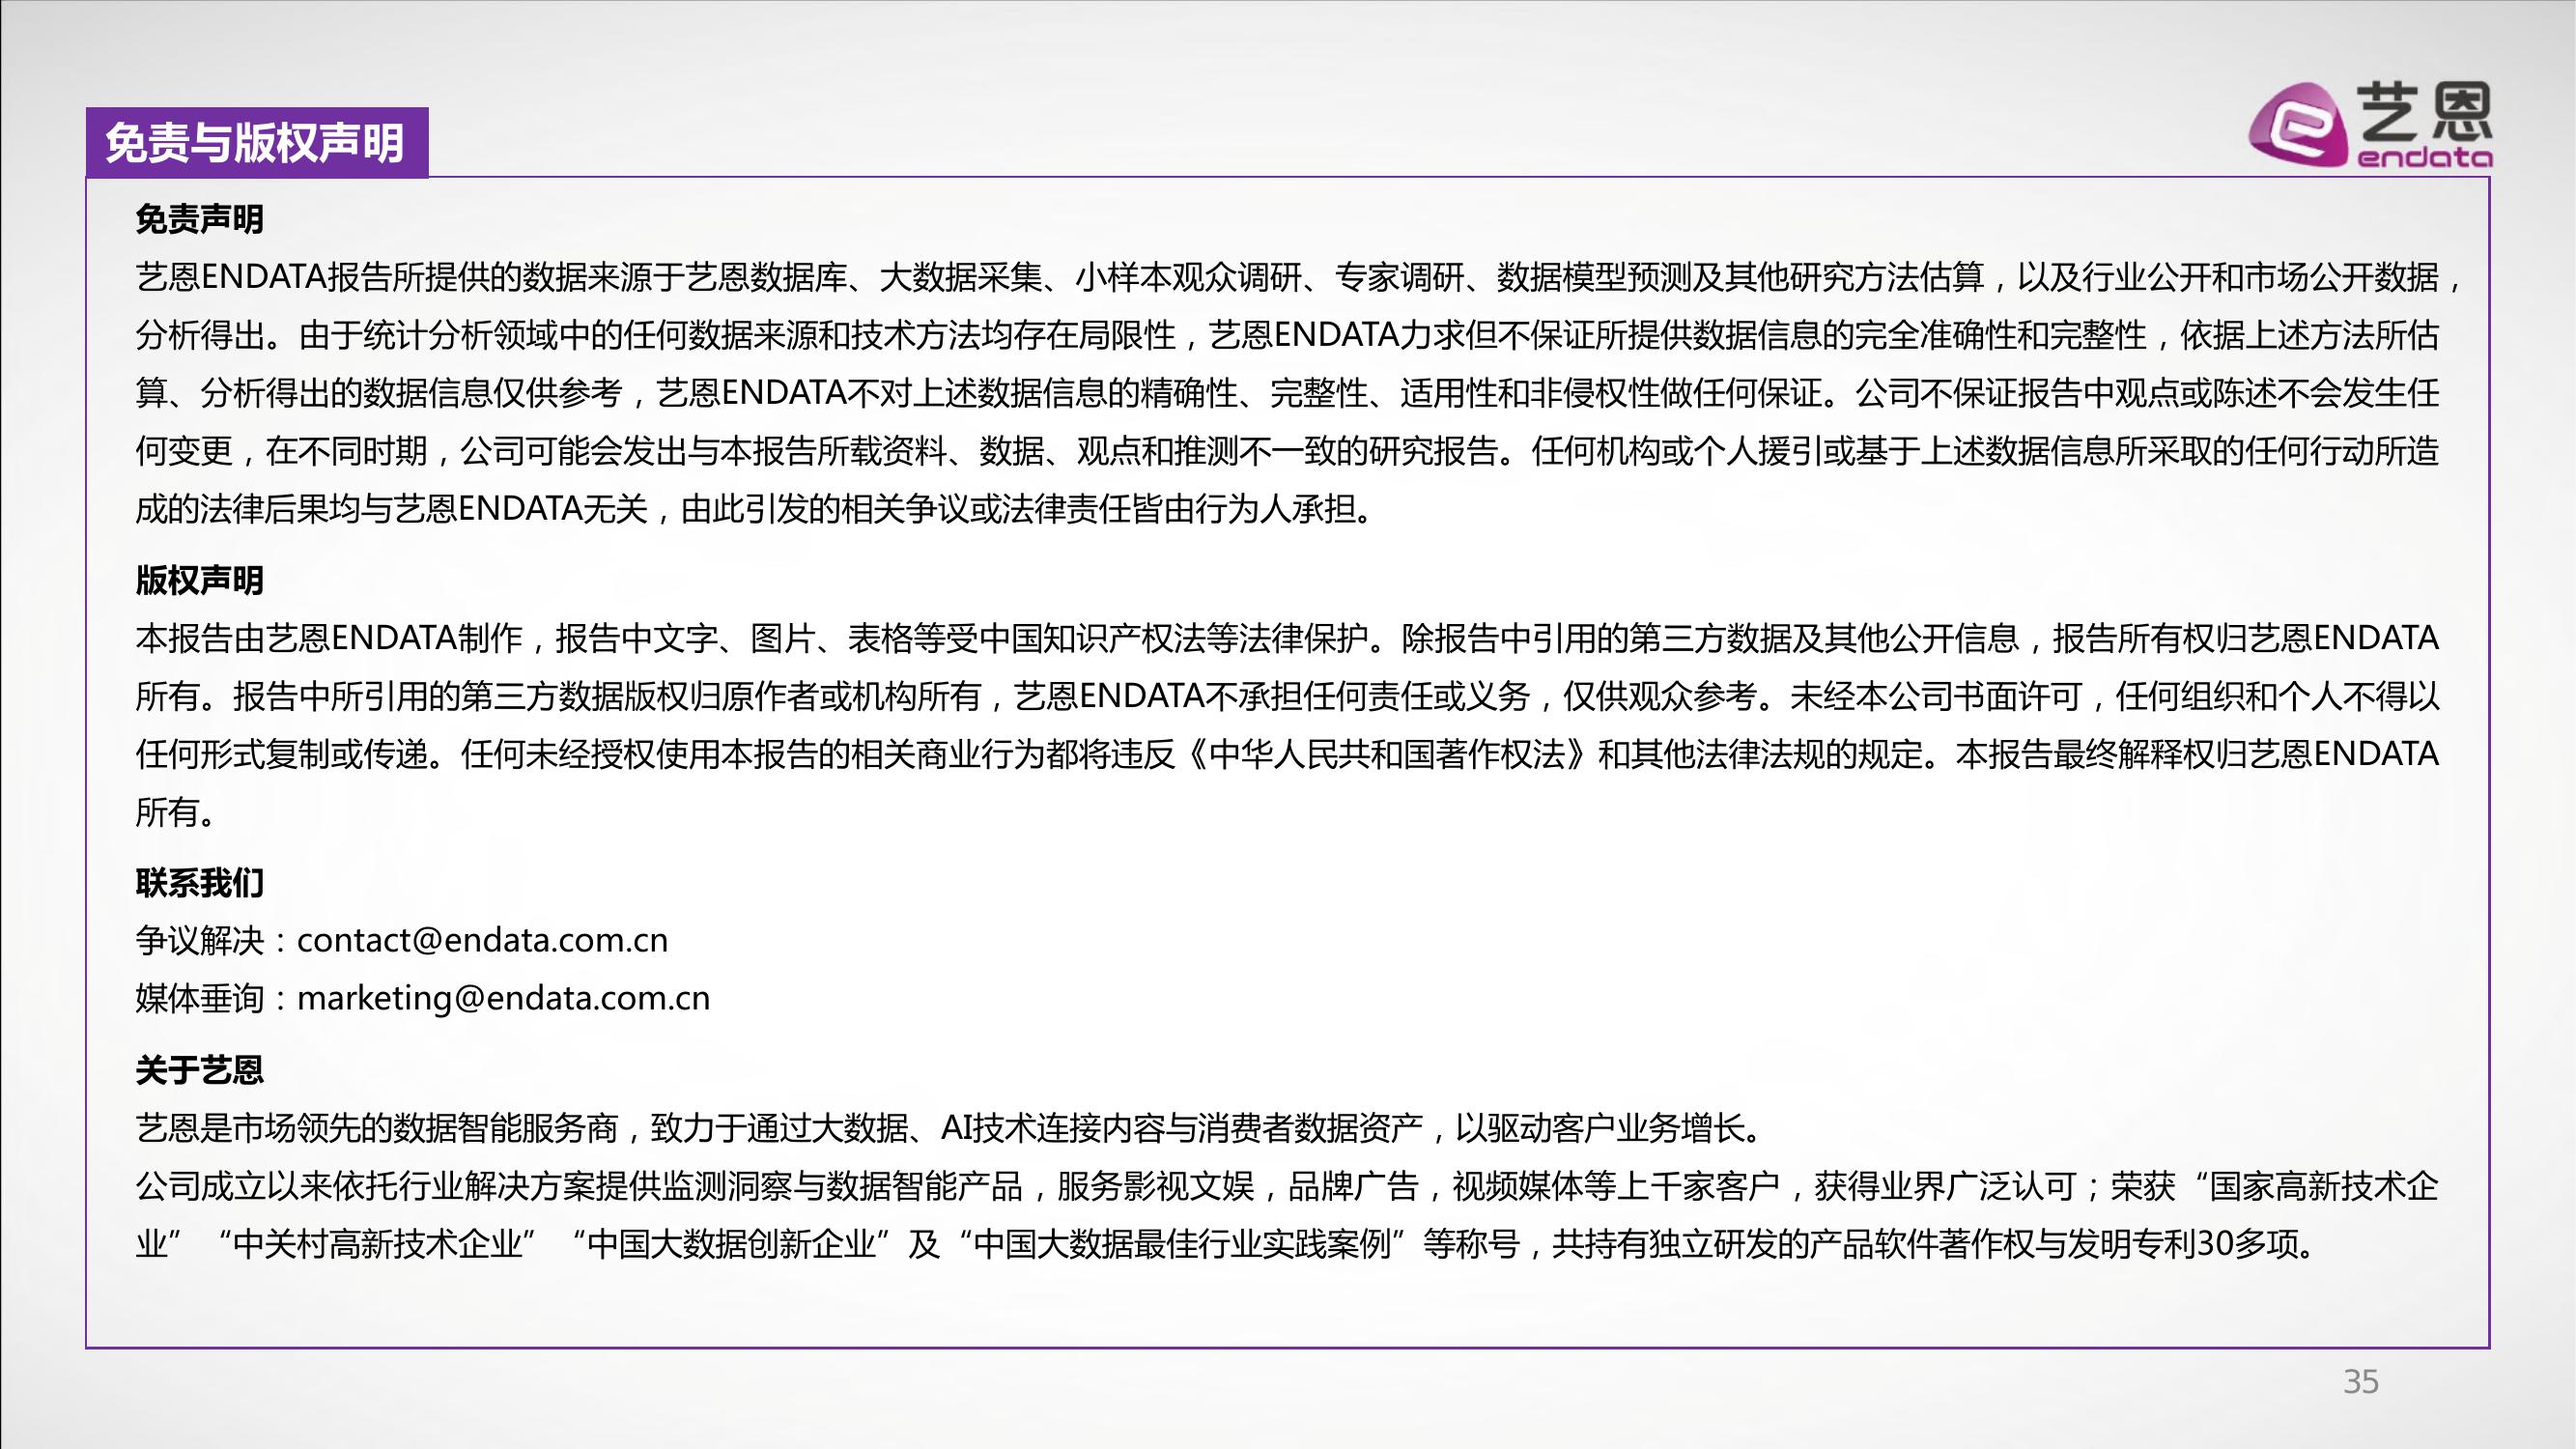 艺恩
endata
免责与版权声明
免责声明
艺恩ENDATA报告所提供的数据来源于艺恩数据库、大数据采集、小样本观众调研、专家调研、数据模型预测及其他研究方法估算，以及行业公开和市场公开数据，
分析得出。由于统计分析领域中的任何数据来源和技术方法均存在局限性，艺恩ENDATA力求但不保证所提供数据信息的完全准确性和完整性，依据上述方法所估
算、分析得出的数据信息仅供参考，艺恩ENDATA不对上述数据信息的精确性、完整性、适用性和非侵权性做任何保证。公司不保证报告中观点或陈述不会发生任
何变更，在不同时期，公司可能会发出与本报告所载资料、数据、观点和推测不一致的研究报告。任何机构或个人援引或基于上述数据信息所采取的任何行动所造
成的法律后果均与艺恩ENDATA无关，由此引发的相关争议或法律责任皆由行为人承担。
版权声明
本报告由艺恩ENDATA制作，报告中文字、图片、表格等受中国知识产权法等法律保护。除报告中引用的第三方数据及其他公开信息，报告所有权归艺恩ENDATA
所有。报告中所引用的第三方数据版权归原作者或机构所有，艺恩ENDATA不承担任何责任或义务，仅供观众参考。未经本公司书面许可，任何组织和个人不得以
任何形式复制或传递。任何未经授权使用本报告的相关商业行为都将违反《中华人民共和国著作权法》和其他法律法规的规定。本报告最终解释权归艺恩ENDATA
所有。
联系我们
争议解决：contact@endata.com.cn
媒体垂询：marketing@endata.com.cn
关于艺恩
艺恩是市场领先的数据智能服务商，致力于通过大数据、AI技术连接内容与消费者数据资产，以驱动客户业务增长。
公司成立以来依托行业解决方案提供监测洞察与数据智能产品，服务影视文娱，品牌广告，视频媒体等上千家客户，获得业界广泛认可；荣获“国家高新技术企
业”“中关村高新技术企业”“中国大数据创新企业”及“中国大数据最佳行业实践案例”等称号，共持有独立研发的产品软件著作权与发明专利30多项。
35